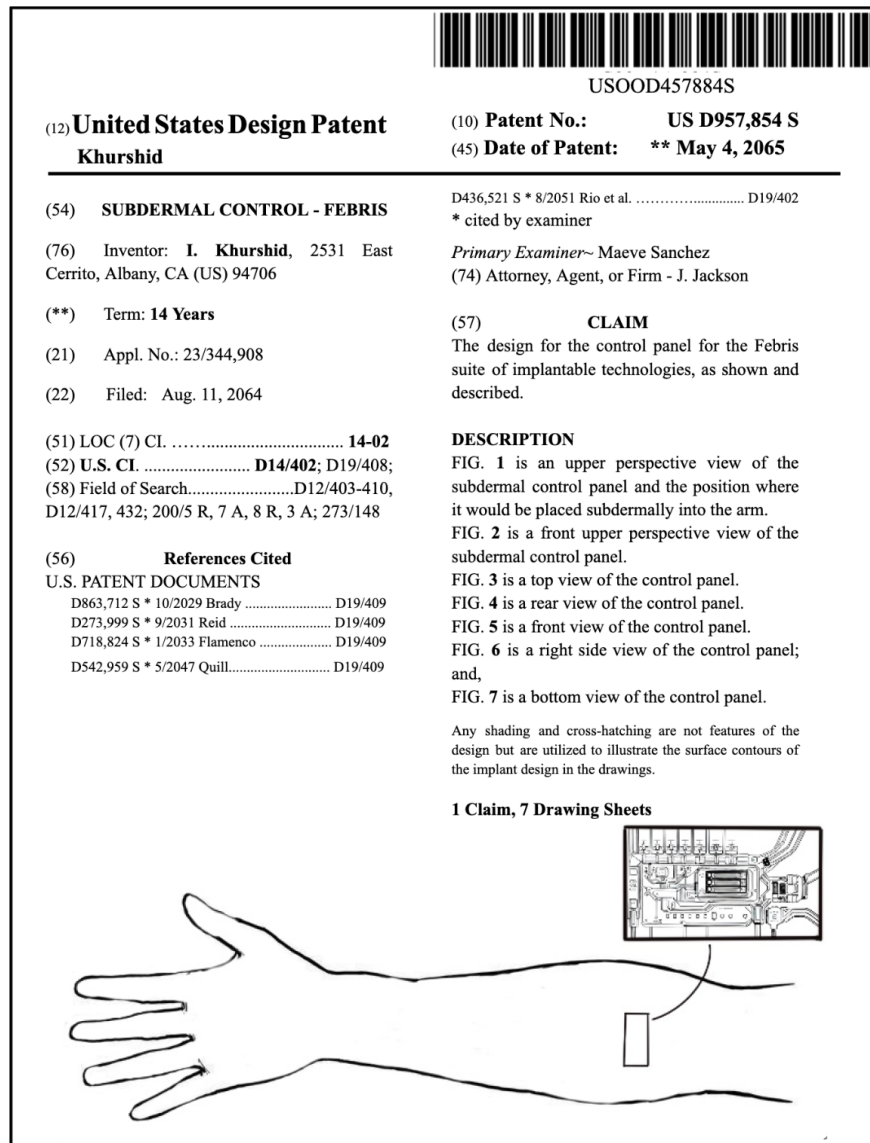 USOOD457884S
(12) United States Design Patent
Khurshid
(10) Patent No.: US D957,854 S
(45) Date of Patent: ** May 4, 2065
(54) SUBDERMAL CONTROL - FEBRIS
(76) Inventor: I. Khurshid, 2531 East
Cerrito, Albany, CA (US) 94706
(**) Term: 14 Years
(21) Appl. No.: 23/344,908
(22) Filed: Aug. 11, 2064
(51) LOC (7) CI. …...................................... 14-02
(52) U.S. CI. ........................ D14/402; D19/408;
(58) Field of Search........................D12/403-410,
D12/417, 432; 200/5 R, 7 A, 8 R, 3 A; 273/148
(56) References Cited
U.S. PATENT DOCUMENTS
D863,712 S * 10/2029 Brady ........................ D19/409
D273,999 S * 9/2031 Reid ............................ D19/409
D718,824 S * 1/2033 Flamenco .................... D19/409
D542,959 S * 5/2047 Quill............................ D19/409
D436,521 S * 8/2051 Rio et al. …………............... D19/402
* cited by examiner
Primary Examiner~ Maeve Sanchez
(74) Attorney, Agent, or Firm - J. Jackson
(57) CLAIM
The design for the control panel for the Febris
suite of implantable technologies, as shown and
described.
DESCRIPTION
FIG. 1 is an upper perspective view of the
subdermal control panel and the position where
it would be placed subdermally into the arm.
FIG. 2 is a front upper perspective view of the
subdermal control panel.
FIG. 3 is a top view of the control panel.
FIG. 4 is a rear view of the control panel.
FIG. 5 is a front view of the control panel.
FIG. 6 is a right side view of the control panel;
and,
FIG. 7 is a bottom view of the control panel.
Any shading and cross-hatching are not features of the
design but are utilized to illustrate the surface contours of
the implant design in the drawings.
1 Claim, 7 Drawing Sheets